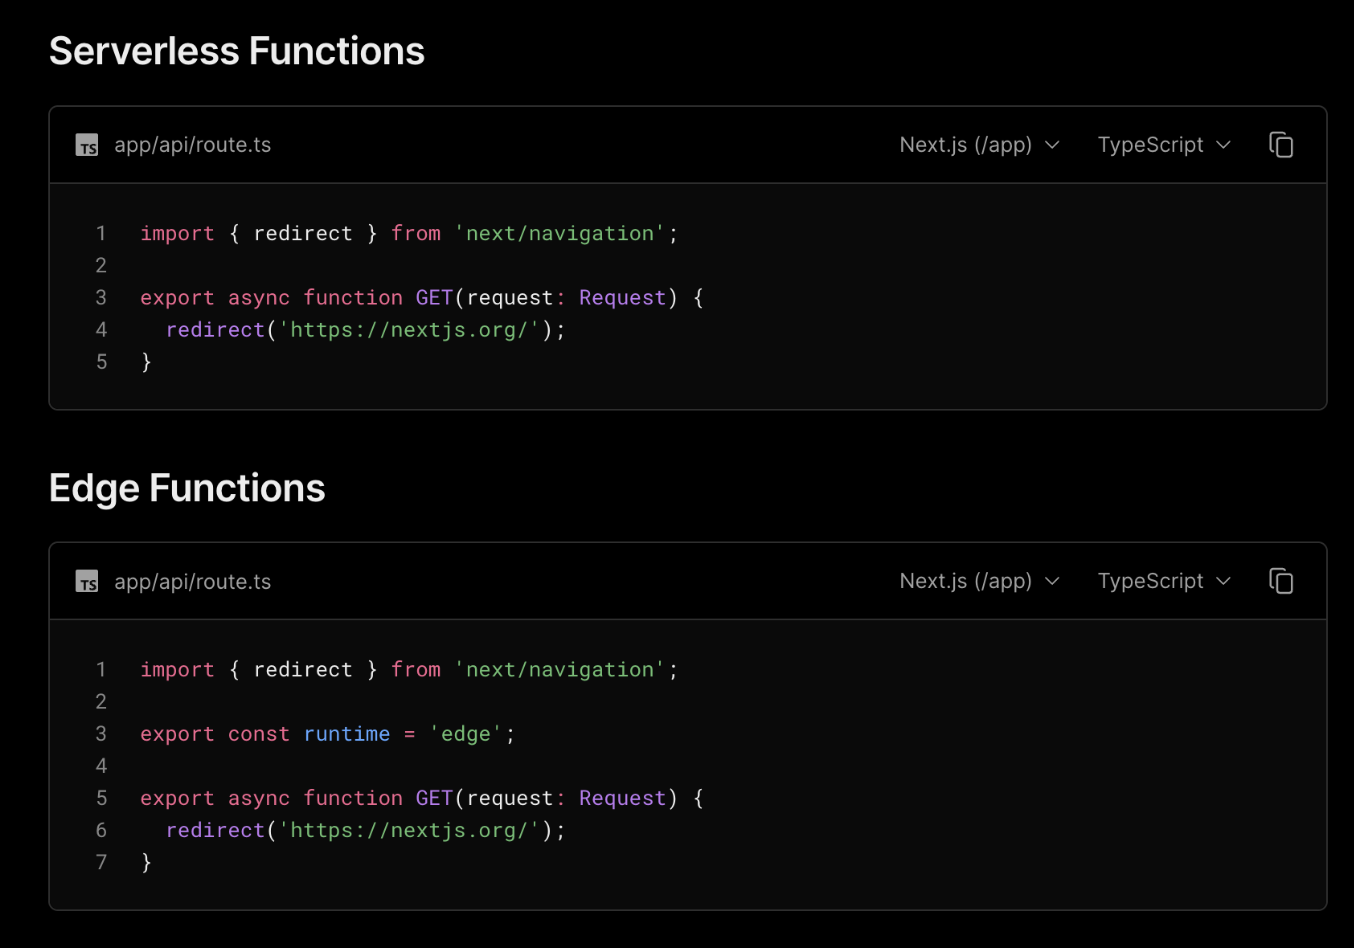 Serverless Functions
TS app/api/route.ts Next.js (/app) TypeScript
1 import { redirect } from 'next/navigation';
2
3 export async function GET(request: Request) {
4   redirect('https://nextjs.org/');
5 }
Edge Functions
TS app/api/route.ts Next.js (/app) TypeScript
1 import { redirect } from 'next/navigation';
2
3 export const runtime = 'edge';
4
5 export async function GET(request: Request) {
6   redirect('https://nextjs.org/');
7 }